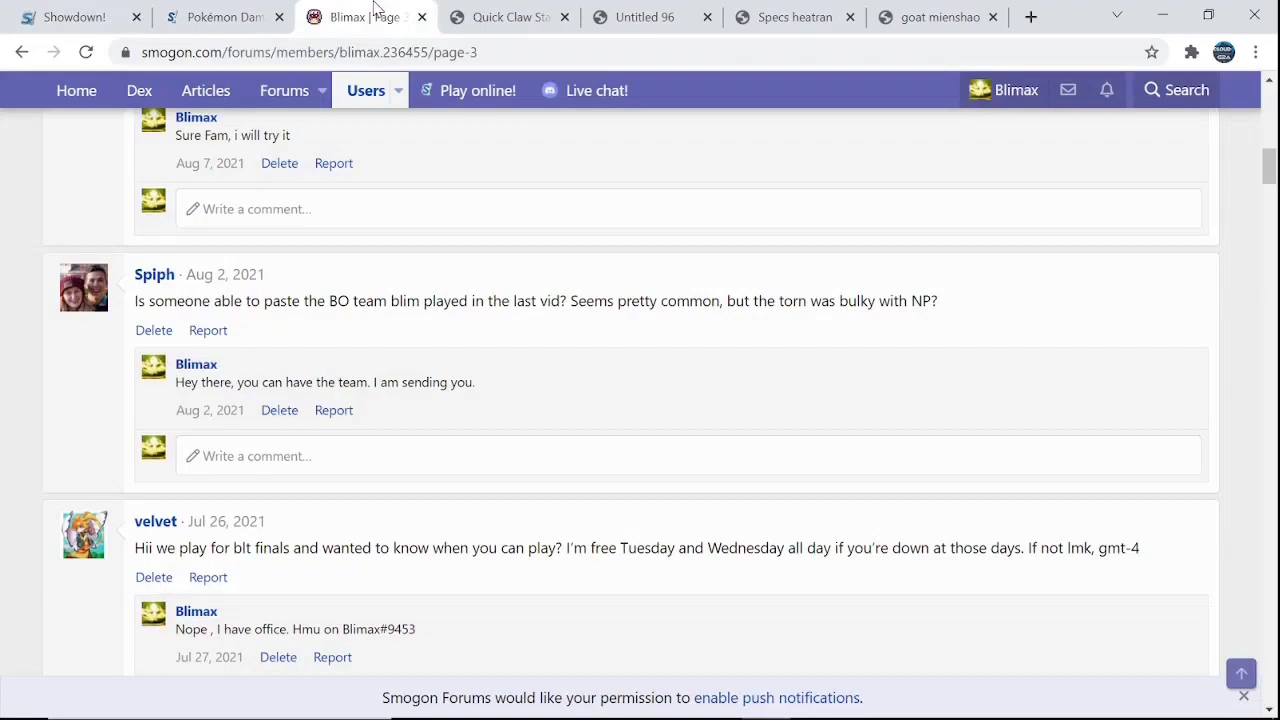 Showdown!
Pokémon Dam
Blimax | Page 3
Quick Claw Sta
Untitled 96
Specs heatran
goat mienshao
smogon.com/forums/members/blimax.236455/page-3
Home Dex Articles Forums Users Play online! Live chat! Blimax Search
Blimax
Sure Fam, i will try it
Aug 7, 2021 Delete Report
Write a comment...
Spiph · Aug 2, 2021
Is someone able to paste the BO team blim played in the last vid? Seems pretty common, but the torn was bulky with NP?
Delete Report
Blimax
Hey there, you can have the team. I am sending you.
Aug 2, 2021 Delete Report
Write a comment...
velvet · Jul 26, 2021
Hii we play for blt finals and wanted to know when you can play? I'm free Tuesday and Wednesday all day if you're down at those days. If not lmk, gmt-4
Delete Report
Blimax
Nope , I have office. Hmu on Blimax#9453
Jul 27, 2021 Delete Report
Smogon Forums would like your permission to enable push notifications.